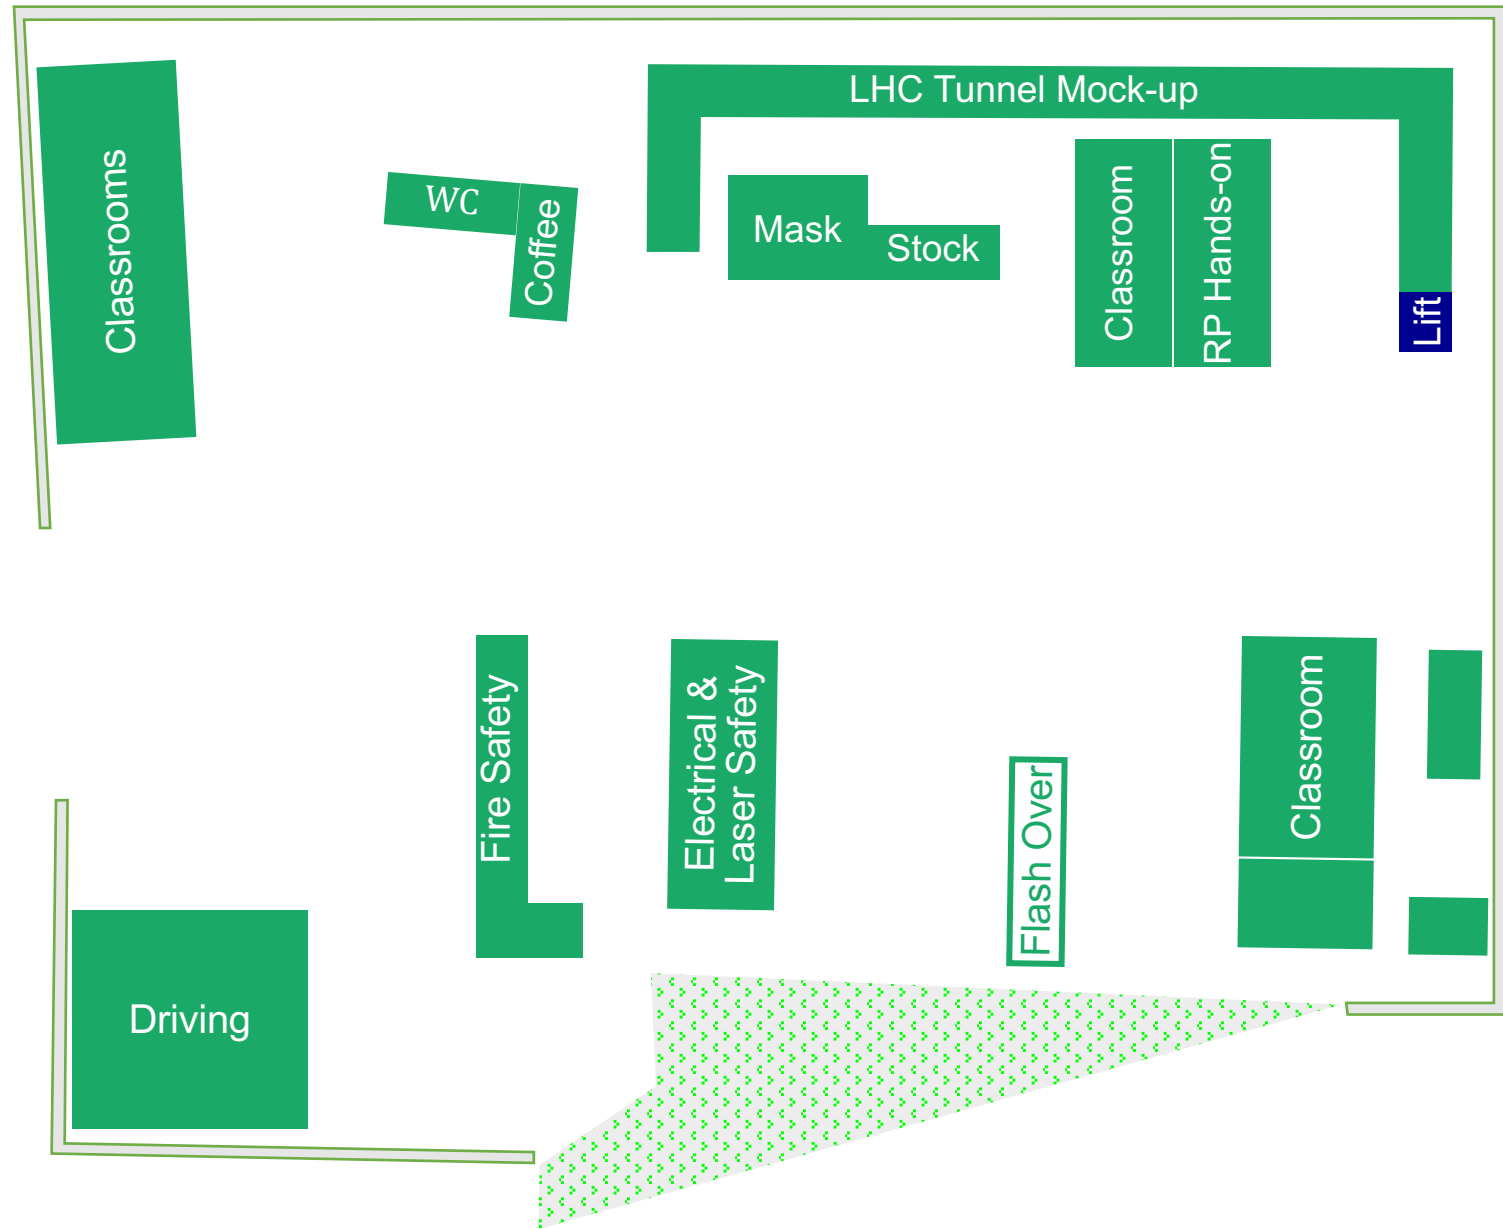 LHC Tunnel Mock-up
Classrooms
WC
Coffee
Mask
Stock
Classroom
RP Hands-on
Lift
Fire Safety
Electrical &
Laser Safety
Flash Over
Classroom
Driving